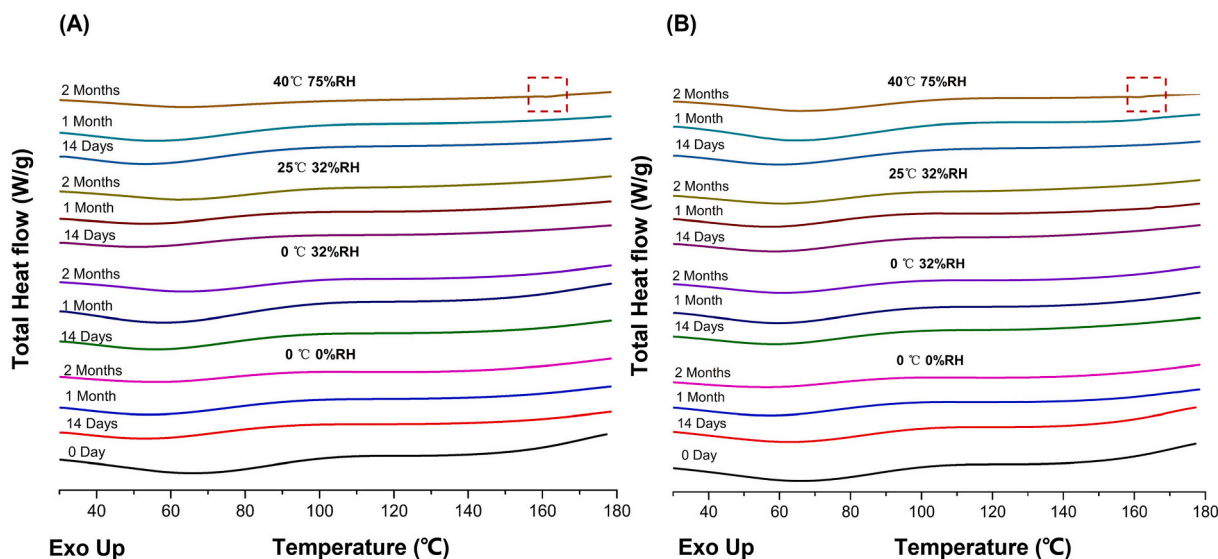 (A)
40℃ 75%RH
2 Months
1 Month
14 Days
25℃ 32%RH
2 Months
1 Month
14 Days
0 ℃ 32%RH
2 Months
1 Month
14 Days
0 ℃ 0%RH
2 Months
1 Month
14 Days
0 Day
Total Heat flow (W/g)
40 60 80 100 120 140 160 180
Exo Up Temperature (℃)
(B)
40℃ 75%RH
2 Months
1 Month
14 Days
25℃ 32%RH
2 Months
1 Month
14 Days
0 ℃ 32%RH
2 Months
1 Month
14 Days
0 ℃ 0%RH
2 Months
1 Month
14 Days
0 Day
Total Heat flow (W/g)
40 60 80 100 120 140 160 180
Exo Up Temperature (℃)